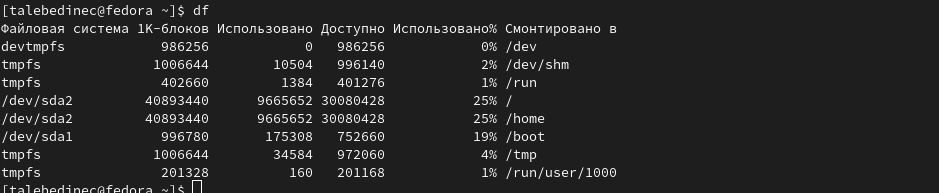 [talebedinec@fedora ~]$ df
Файловая система 1K-блоков Использовано Доступно Использовано% Смонтировано в
devtmpfs 986256 0 986256 0% /dev
tmpfs 1006644 10504 996140 2% /dev/shm
tmpfs 402660 1384 401276 1% /run
/dev/sda2 40893440 9665652 30080428 25% /
/dev/sda2 40893440 9665652 30080428 25% /home
/dev/sda1 996780 175308 752660 19% /boot
tmpfs 1006644 34584 972060 4% /tmp
tmpfs 201328 160 201168 1% /run/user/1000
[talebedinec@fedora ~]$